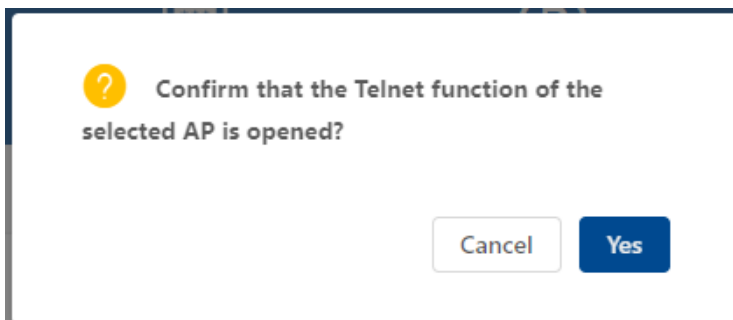 Confirm that the Telnet function of the
selected AP is opened?
Cancel
Yes